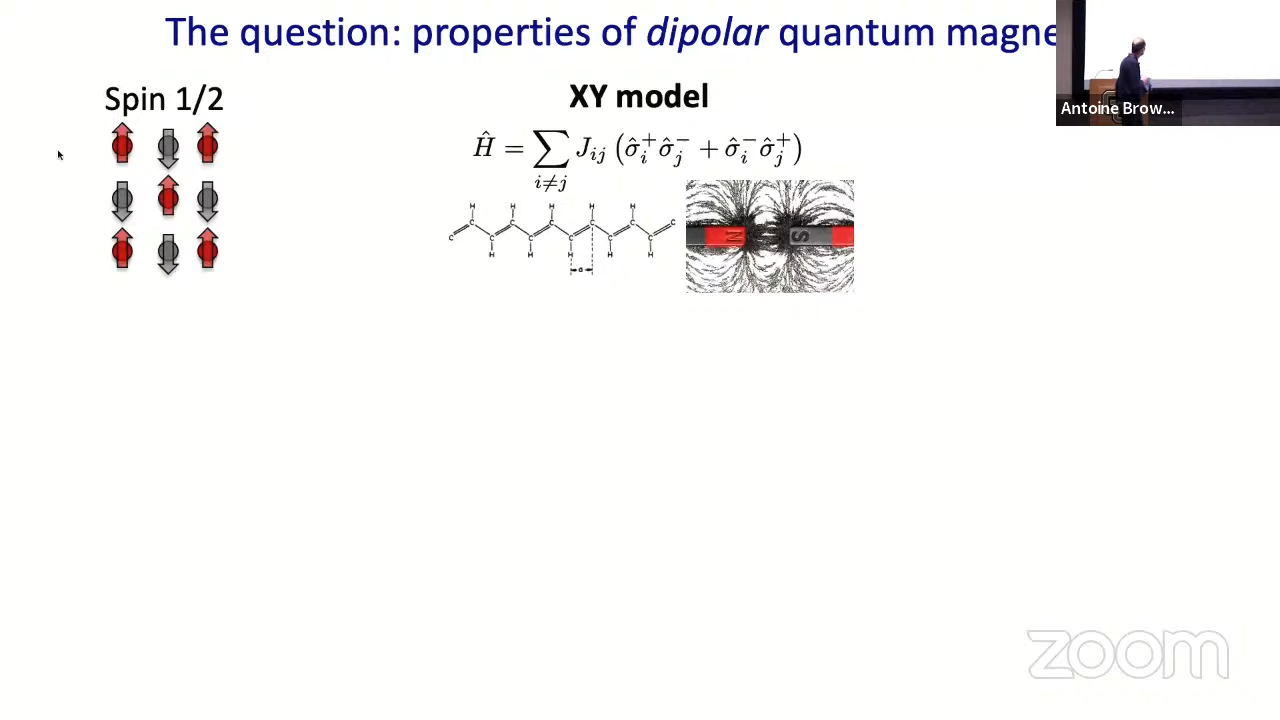 The question: properties of dipolar quantum magne
Antoine Brow...
Spin 1/2
XY model
Ĥ = ∑_{i≠j} J_{ij} (σ̂_i^+ σ̂_j^- + σ̂_i^- σ̂_j^+)
H H H H H H
C C C C C C C C C C C C
H H H H H
a
N S
zoom